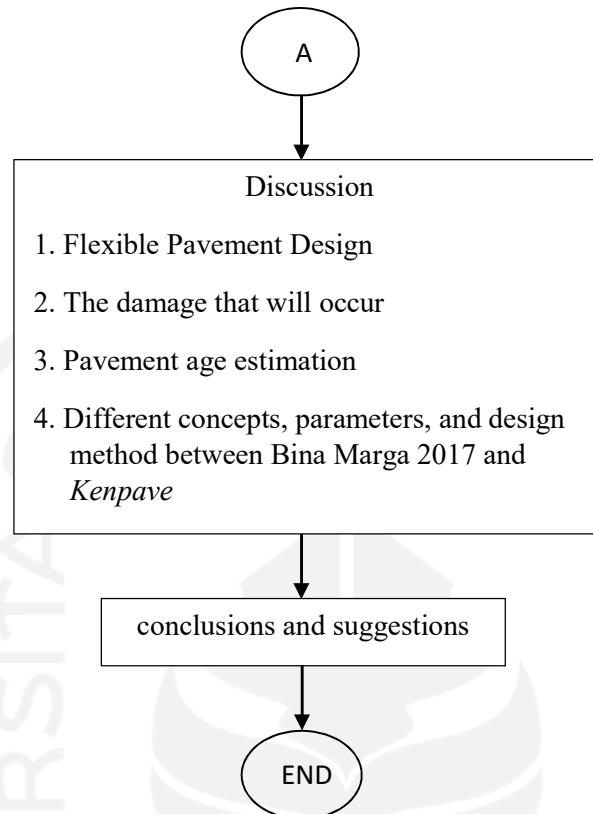 A
Discussion
1. Flexible Pavement Design
2. The damage that will occur
3. Pavement age estimation
4. Different concepts, parameters, and design
method between Bina Marga 2017 and
Kenpave
conclusions and suggestions
END
RSITA